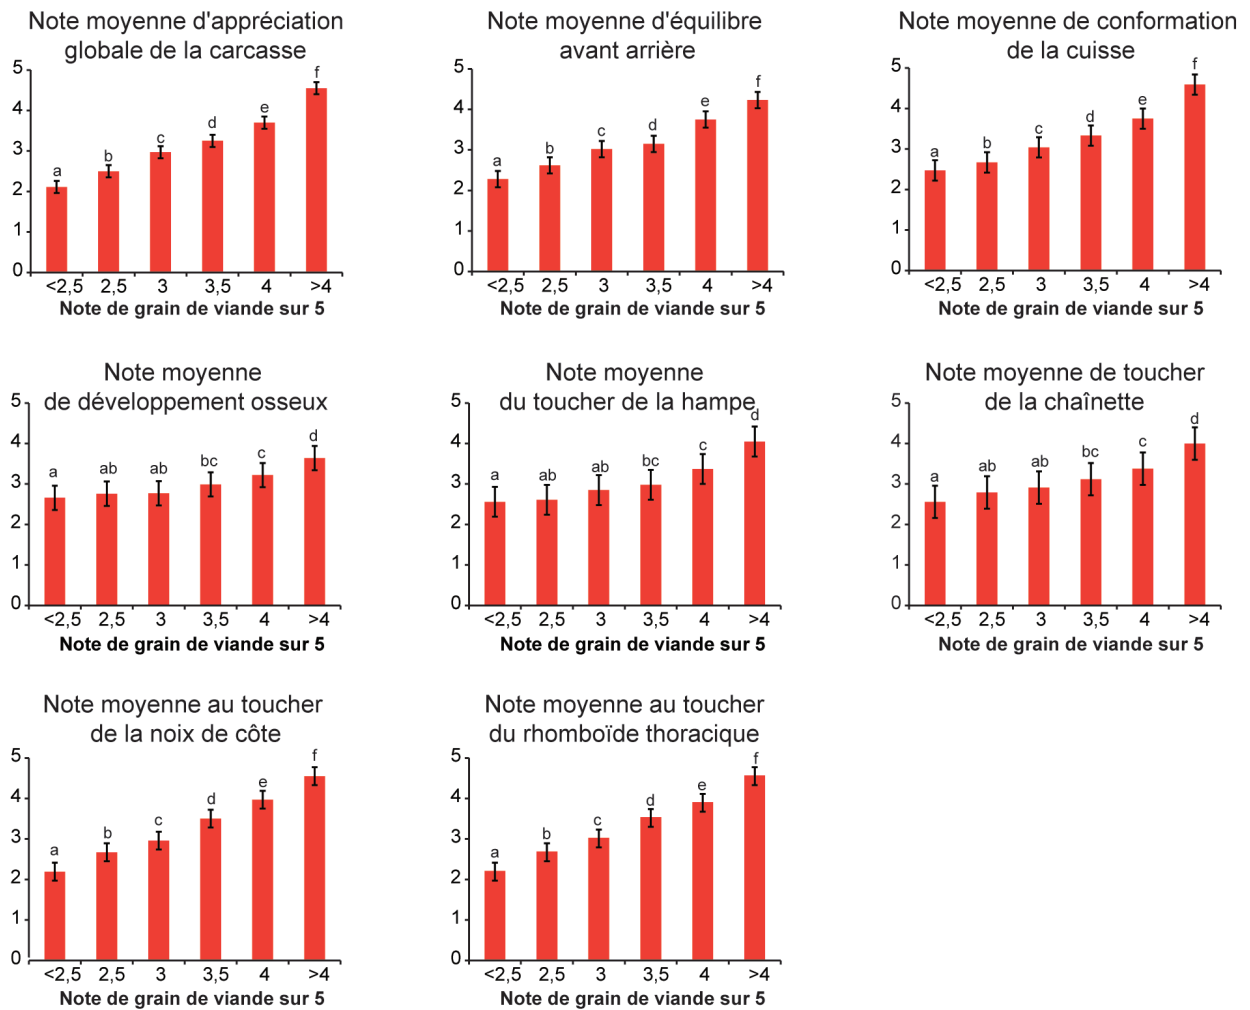 Note moyenne d'appréciation
globale de la carcasse
5
4
3
2
1
0
a
b
c
d
e
f
<2,5 2,5 3 3,5 4 >4
Note de grain de viande sur 5
Note moyenne d'équilibre
avant arrière
5
4
3
2
1
0
a
b
c
d
e
f
<2,5 2,5 3 3,5 4 >4
Note de grain de viande sur 5
Note moyenne de conformation
de la cuisse
5
4
3
2
1
0
a
b
c
d
e
f
<2,5 2,5 3 3,5 4 >4
Note de grain de viande sur 5
Note moyenne
de développement osseux
5
4
3
2
1
0
a
ab
ab
bc
c
d
<2,5 2,5 3 3,5 4 >4
Note de grain de viande sur 5
Note moyenne
du toucher de la hampe
5
4
3
2
1
0
a
ab
ab
bc
c
d
<2,5 2,5 3 3,5 4 >4
Note de grain de viande sur 5
Note moyenne de toucher
de la chaînette
5
4
3
2
1
0
a
ab
ab
bc
c
d
<2,5 2,5 3 3,5 4 >4
Note de grain de viande sur 5
Note moyenne au toucher
de la noix de côte
5
4
3
2
1
0
a
b
c
d
e
f
<2,5 2,5 3 3,5 4 >4
Note de grain de viande sur 5
Note moyenne au toucher
du rhomboïde thoracique
5
4
3
2
1
0
a
b
c
d
e
f
<2,5 2,5 3 3,5 4 >4
Note de grain de viande sur 5